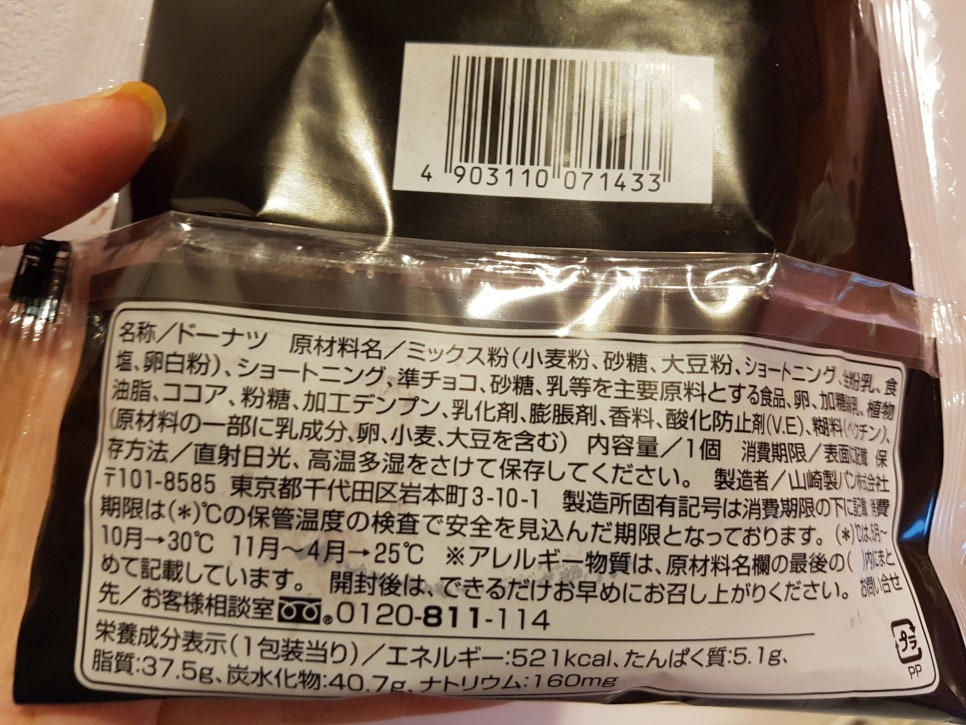 4 903110 071433
名称/ドーナツ 原材料名/ミックス粉(小麦粉、砂糖、大豆粉、ショートニング、全粉乳、食
塩、卵白粉)、ショートニング、準チョコ、砂糖、乳等を主要原料とする食品、卵、加糖練乳、植物
油脂、ココア、粉糖、加工デンプン、乳化剤、膨脹剤、香料、酸化防止剤(V.E)、糊料(ペクチン)、
(原材料の一部に乳成分、卵、小麦、大豆を含む) 内容量/1個 消費期限/表面に記載 保
存方法/直射日光、高温多湿をさけて保存してください。 製造者/山崎製パン株式会社
〒101-8585 東京都千代田区岩本町3-10-1 製造所固有記号は消費期限の下に記載 消費
期限は(*)℃の保管温度の検査で安全を見込んだ期限となっております。(*)℃は、5月〜
10月→30℃ 11月〜4月→25℃ ※アレルギー物質は、原材料名欄の最後の( )内にまと
めて記載しています。 開封後は、できるだけお早めにお召し上がりください。 お問い合せ
先/お客様相談室 ® 0120-811-114
栄養成分表示(1包装当り)/エネルギー:521kcal、たんぱく質:5.1g、
脂質:37.5g、炭水化物:40.7g、ナトリウム:160mg
プラ
PP